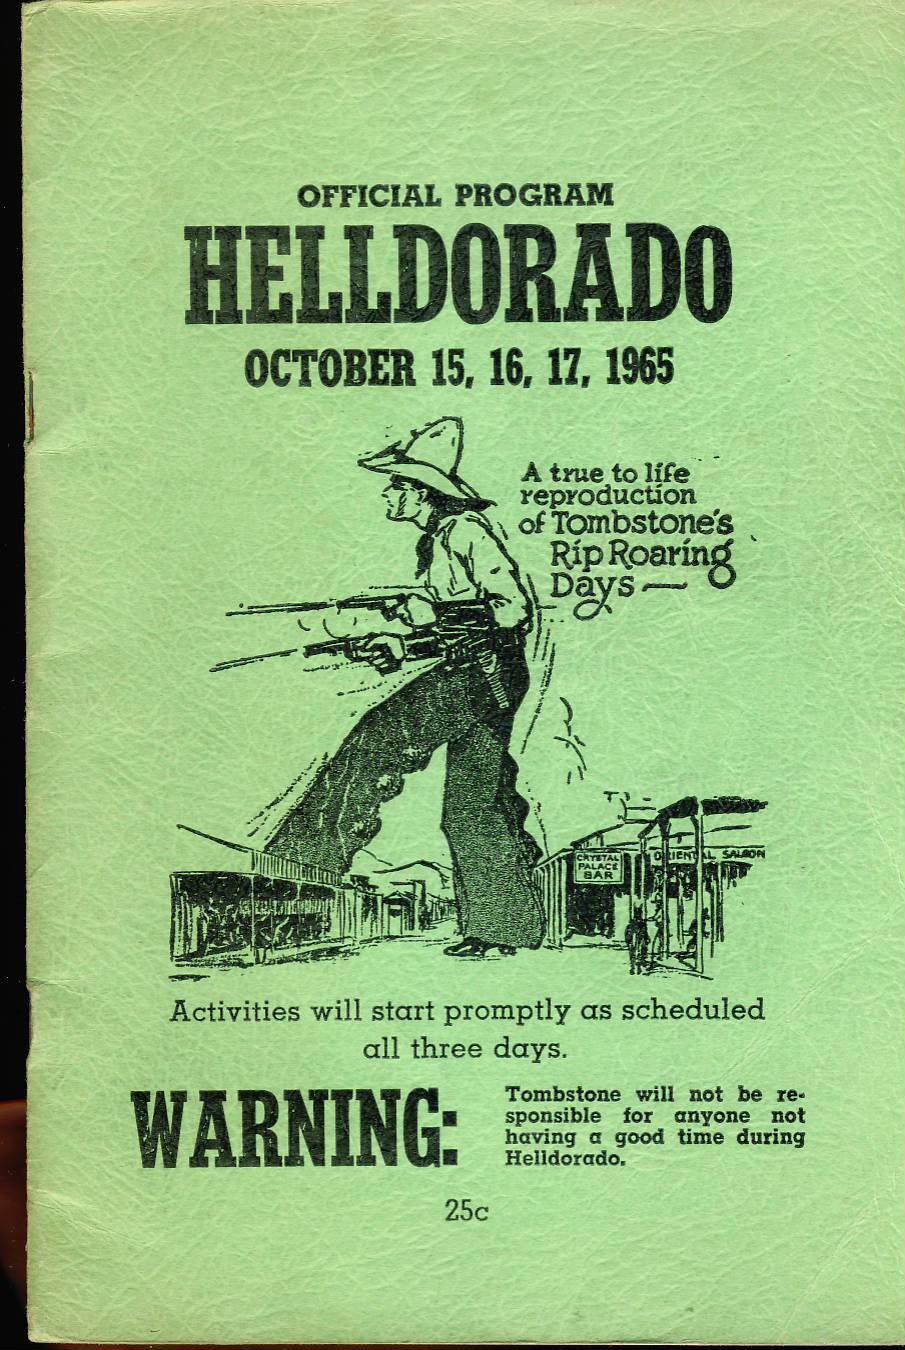 OFFICIAL PROGRAM
HELLDORADO
OCTOBER 15, 16, 17, 1965
A true to life
reproduction
of Tombstone's
Rip Roaring
Days —
CRYSTAL
PALACE
BAR
ORIENTAL SALOON
Activities will start promptly as scheduled
all three days.
WARNING:
Tombstone will not be re-
sponsible for anyone not
having a good time during
Helldorado.
25c